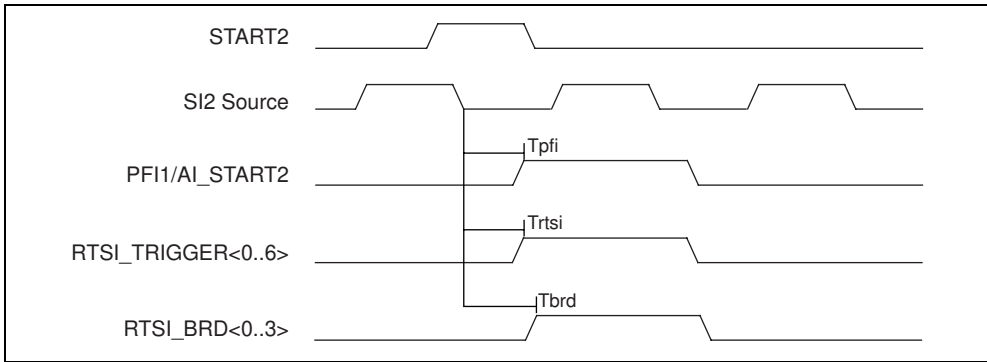 START2
SI2 Source
Tpfi
PFI1/AI_START2
Trtsi
RTSI_TRIGGER<0..6>
Tbrd
RTSI_BRD<0..3>